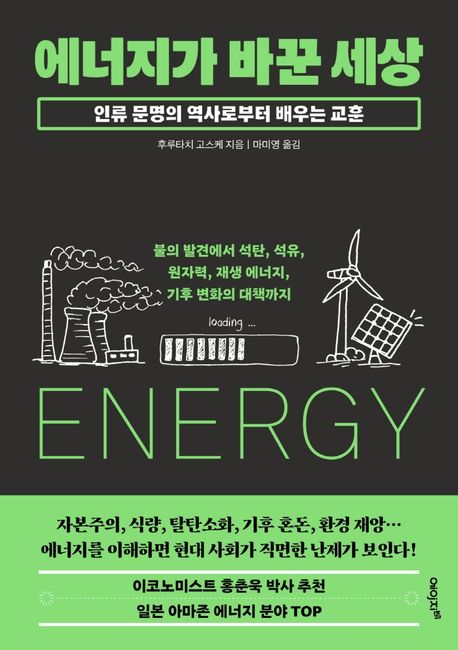 에너지가 바꾼 세상
인류 문명의 역사로부터 배우는 교훈
후루타치 고스케 지음 | 마미영 옮김
불의 발견에서 석탄, 석유,
원자력, 재생 에너지,
기후 변화의 대책까지
loading ...
ENERGY
자본주의, 식량, 탈탄소화, 기후 혼돈, 환경 재앙…
에너지를 이해하면 현대 사회가 직면한 난제가 보인다!
이코노미스트 홍춘욱 박사 추천
일본 아마존 에너지 분야 TOP
에이지21